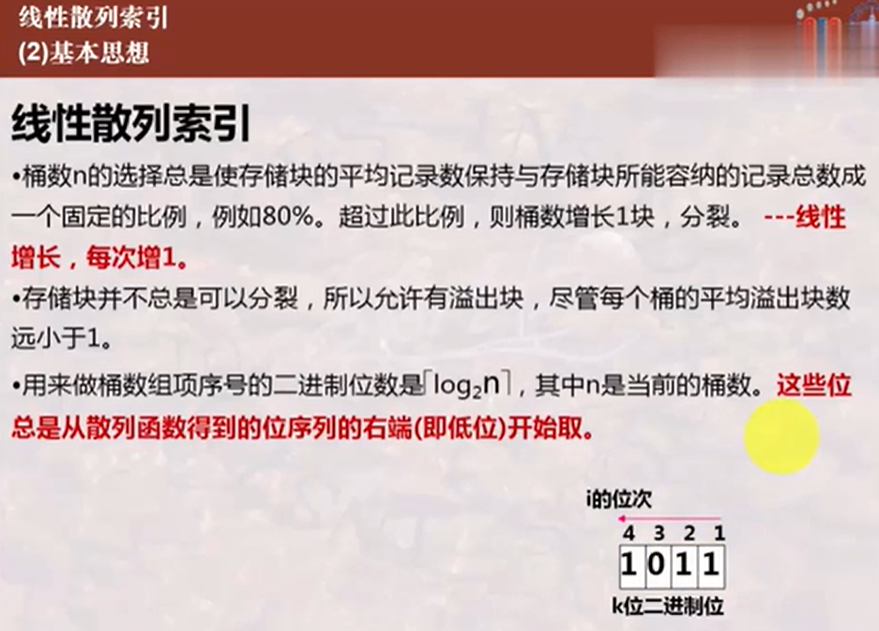 线性散列索引
(2)基本思想
线性散列索引
•桶数n的选择总是使存储块的平均记录数保持与存储块所能容纳的记录总数成
一个固定的比例，例如80%。超过此比例，则桶数增长1块，分裂。 ---线性
增长，每次增1。
•存储块并不总是可以分裂，所以允许有溢出块，尽管每个桶的平均溢出块数
远小于1。
•用来做桶数组项序号的二进制位数是⌈log₂n⌉，其中n是当前的桶数。这些位
总是从散列函数得到的位序列的右端(即低位)开始取。
i的位次
4 3 2 1
1 0 1 1
k位二进制位